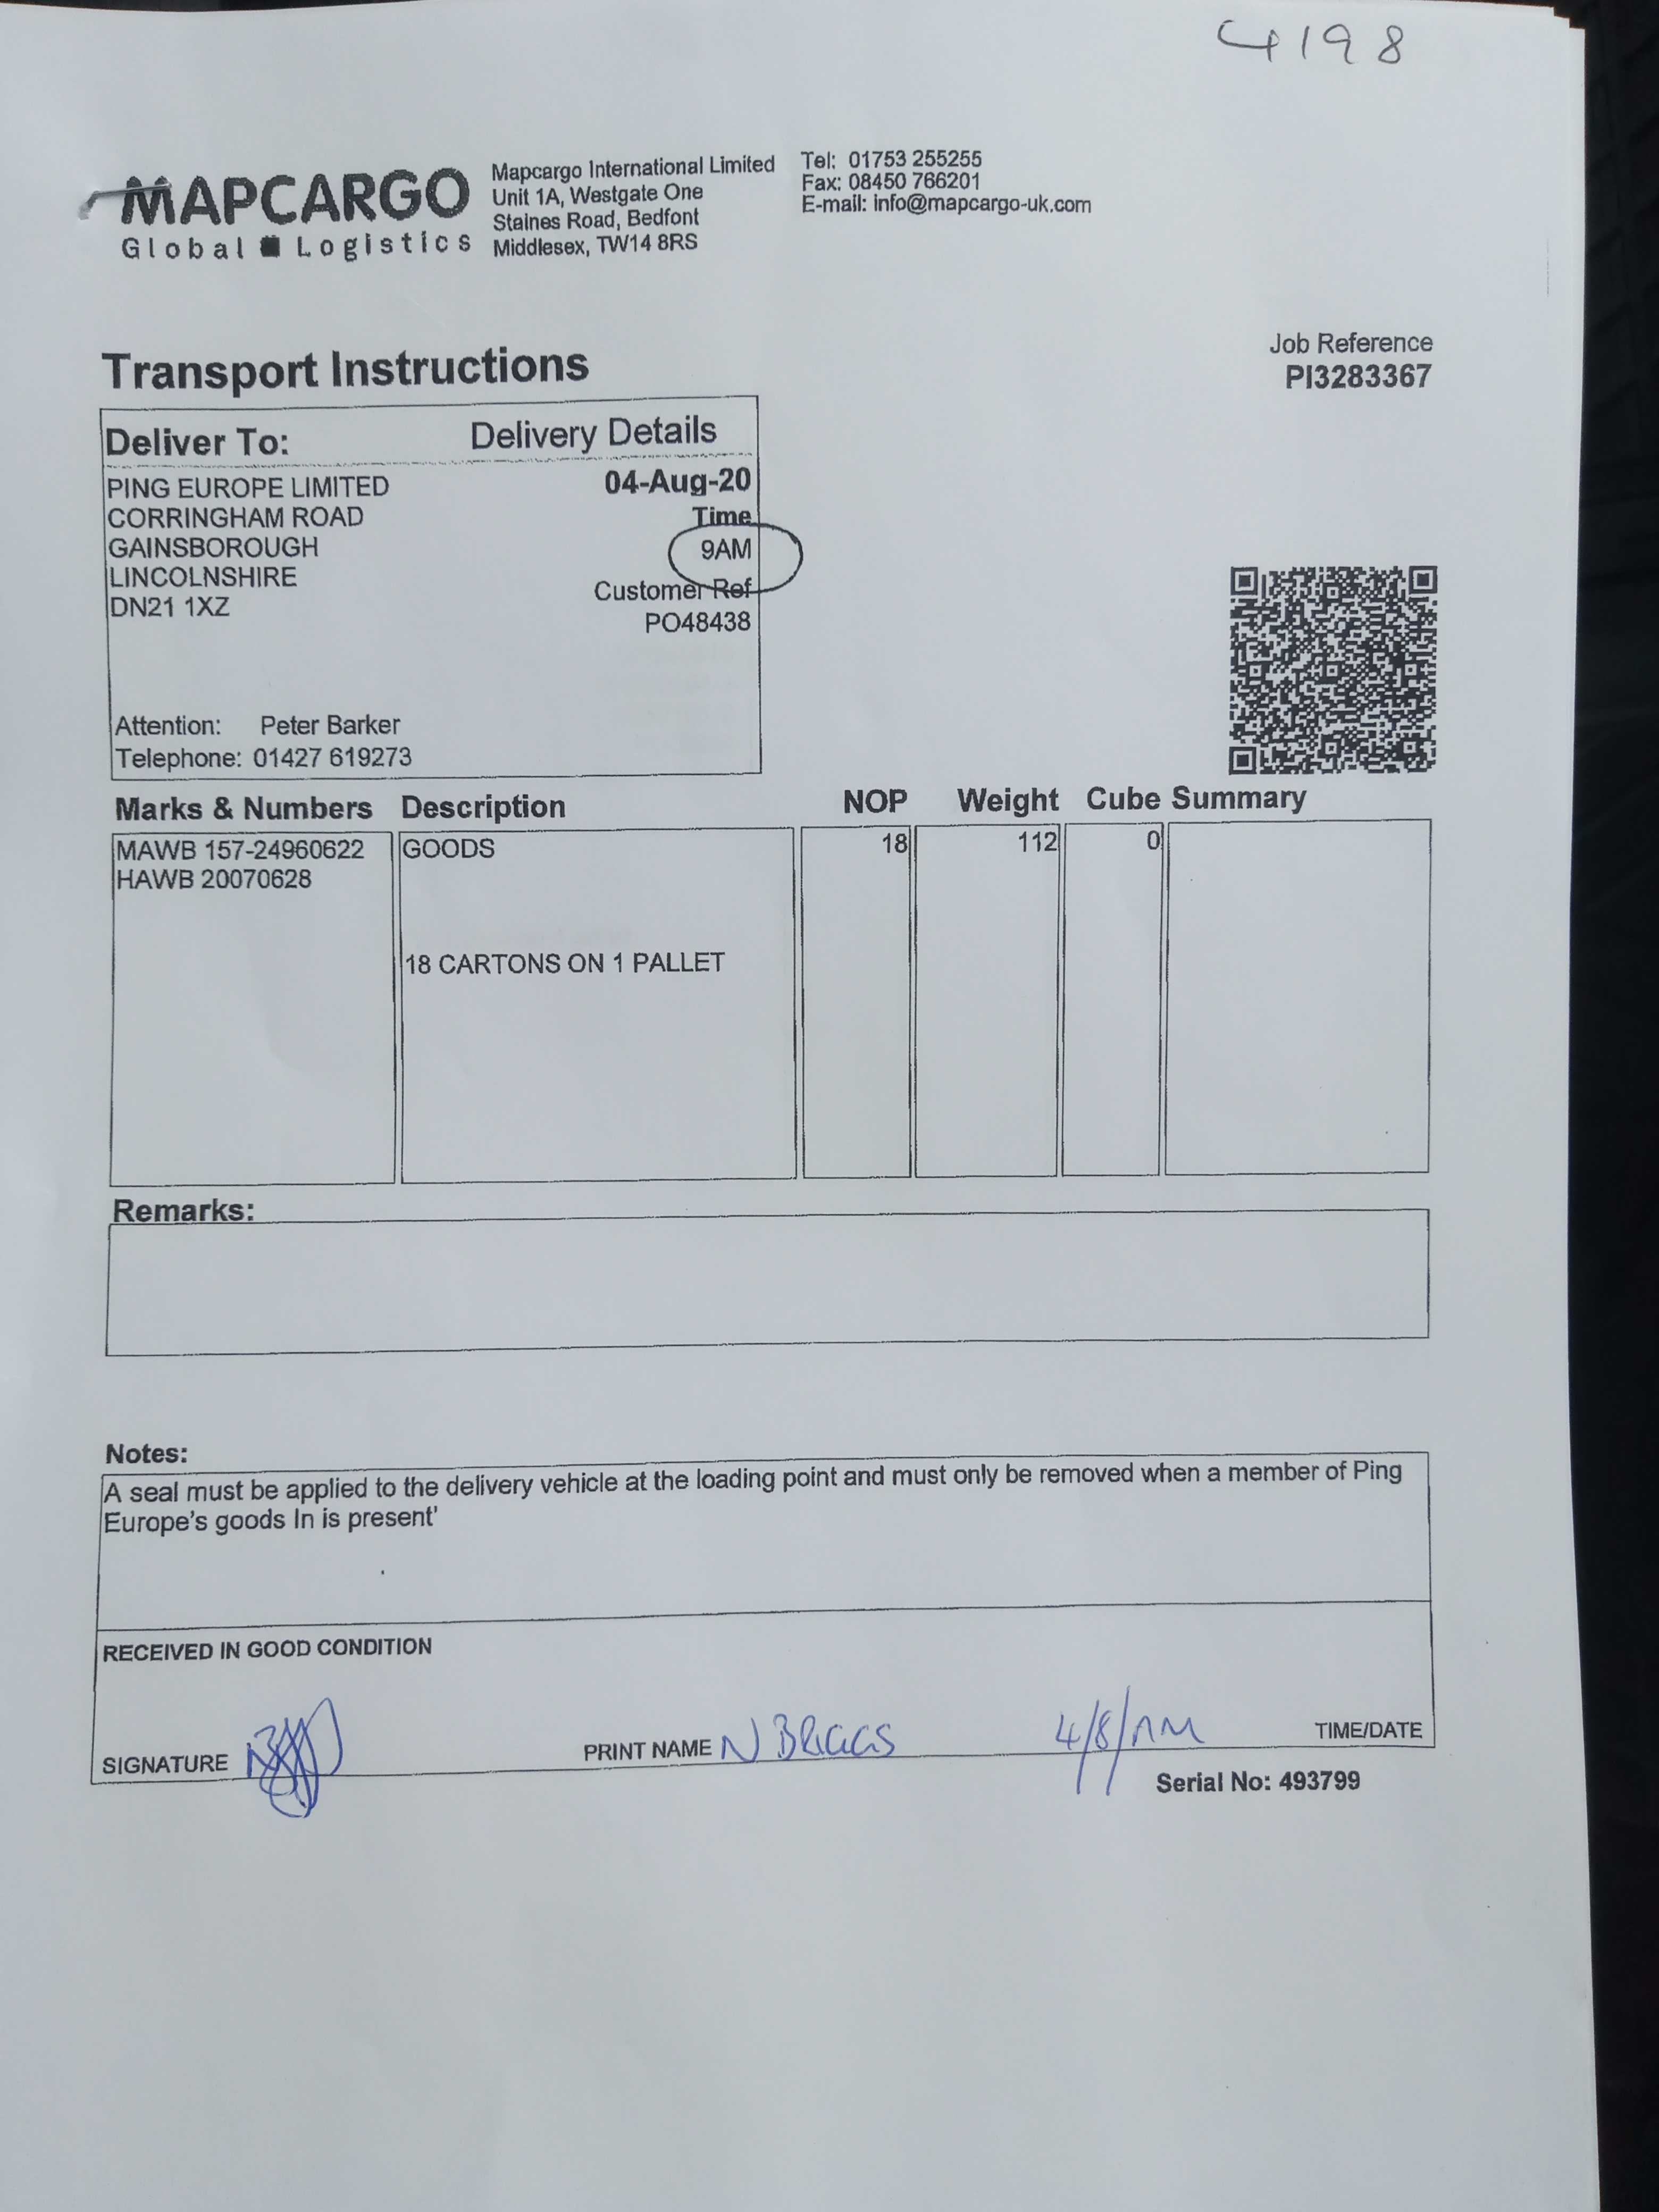 4198
MAPCARGO
Global Logistics
Mapcargo International Limited
Unit 1A, Westgate One
Staines Road, Bedfont
Middlesex, TW14 8RS
Tel: 01753 255255
Fax: 08450 766201
E-mail: info@mapcargo-uk.com
Transport Instructions
Job Reference
PI3283367
Deliver To: Delivery Details
PING EUROPE LIMITED 04-Aug-20
CORRINGHAM ROAD Time
GAINSBOROUGH 9AM
LINCOLNSHIRE Customer Ref
DN21 1XZ PO48438
Attention: Peter Barker
Telephone: 01427 619273
Marks & Numbers Description NOP Weight Cube Summary
MAWB 157-24960622 GOODS 18 112 0
HAWB 20070628
18 CARTONS ON 1 PALLET
Remarks:
Notes:
A seal must be applied to the delivery vehicle at the loading point and must only be removed when a member of Ping
Europe's goods In is present'
RECEIVED IN GOOD CONDITION
SIGNATURE PRINT NAME N BRIGGS 4/8/ TIME/DATE
Serial No: 493799